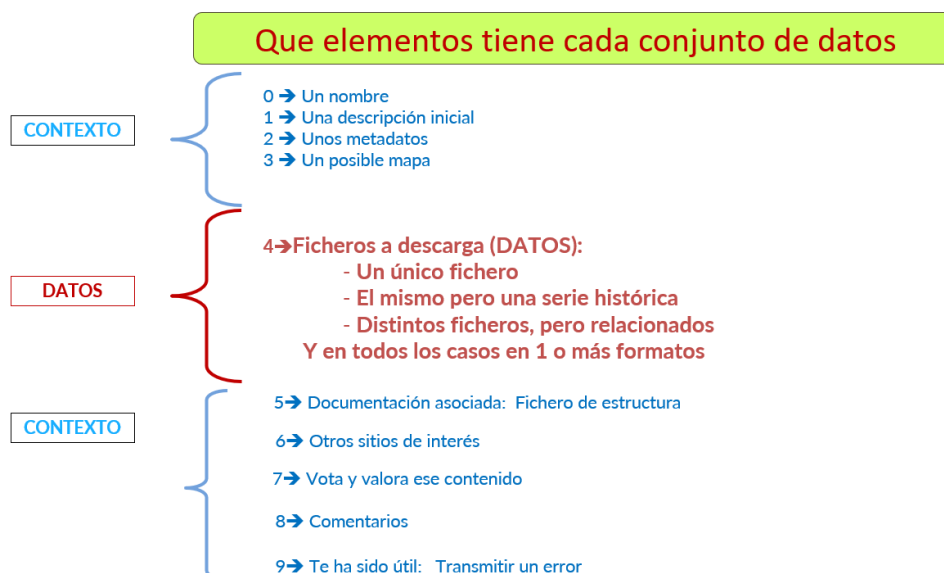 Que elementos tiene cada conjunto de datos
CONTEXTO
0 ➔ Un nombre
1 ➔ Una descripción inicial
2 ➔ Unos metadatos
3 ➔ Un posible mapa
DATOS
4➔Ficheros a descarga (DATOS):
- Un único fichero
- El mismo pero una serie histórica
- Distintos ficheros, pero relacionados
Y en todos los casos en 1 o más formatos
CONTEXTO
5➔ Documentación asociada: Fichero de estructura
6➔ Otros sitios de interés
7➔ Vota y valora ese contenido
8➔ Comentarios
9➔ Te ha sido útil: Transmitir un error